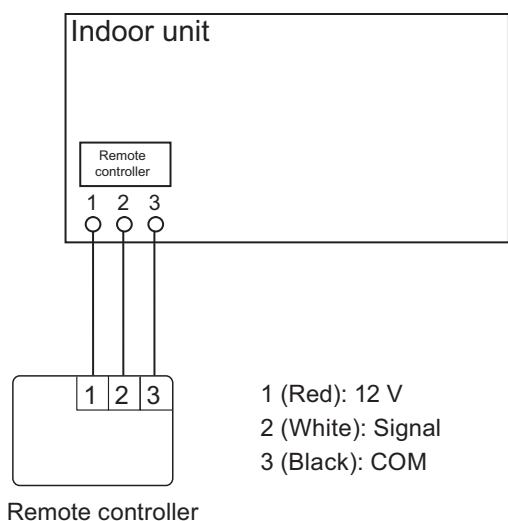 Indoor unit
Remote
controller
1 2 3
1 2 3
1 (Red): 12 V
2 (White): Signal
3 (Black): COM
Remote controller